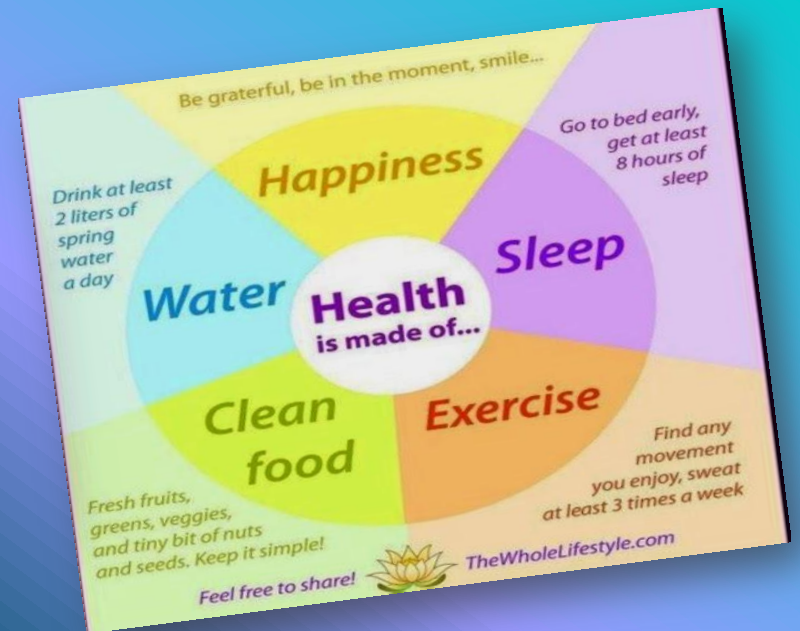 Be graterful, be in the moment, smile...
Happiness
Go to bed early,
get at least
8 hours of
sleep
Sleep
Drink at least
2 liters of
spring
water
a day
Water
Health
is made of...
Clean
food
Exercise
Fresh fruits,
greens, veggies,
and tiny bit of nuts
and seeds. Keep it simple!
Find any
movement
you enjoy, sweat
at least 3 times a week
Feel free to share!
TheWholeLifestyle.com